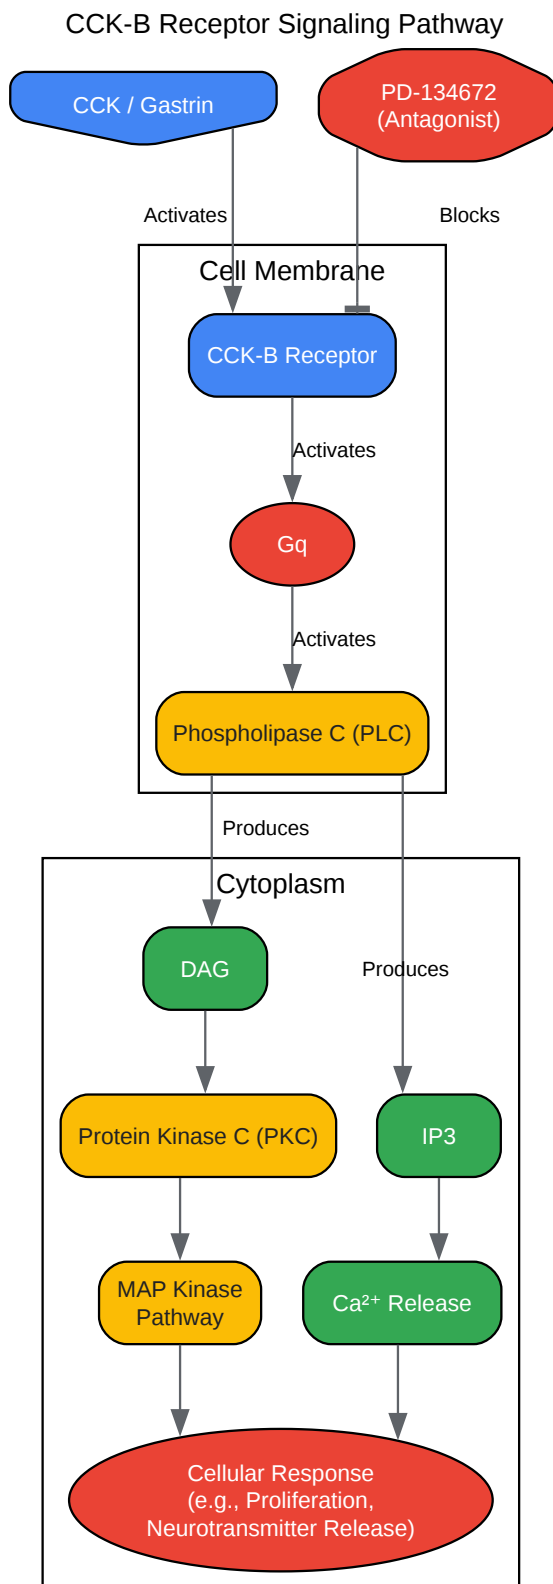 CCK-B Receptor Signaling Pathway
CCK / Gastrin
PD-134672
(Antagonist)
Activates
Blocks
Cell Membrane
CCK-B Receptor
Activates
Gq
Activates
Phospholipase C (PLC)
Produces
Cytoplasm
DAG
Produces
Protein Kinase C (PKC)
IP3
MAP Kinase
Pathway
Ca²⁺ Release
Cellular Response
(e.g., Proliferation,
Neurotransmitter Release)